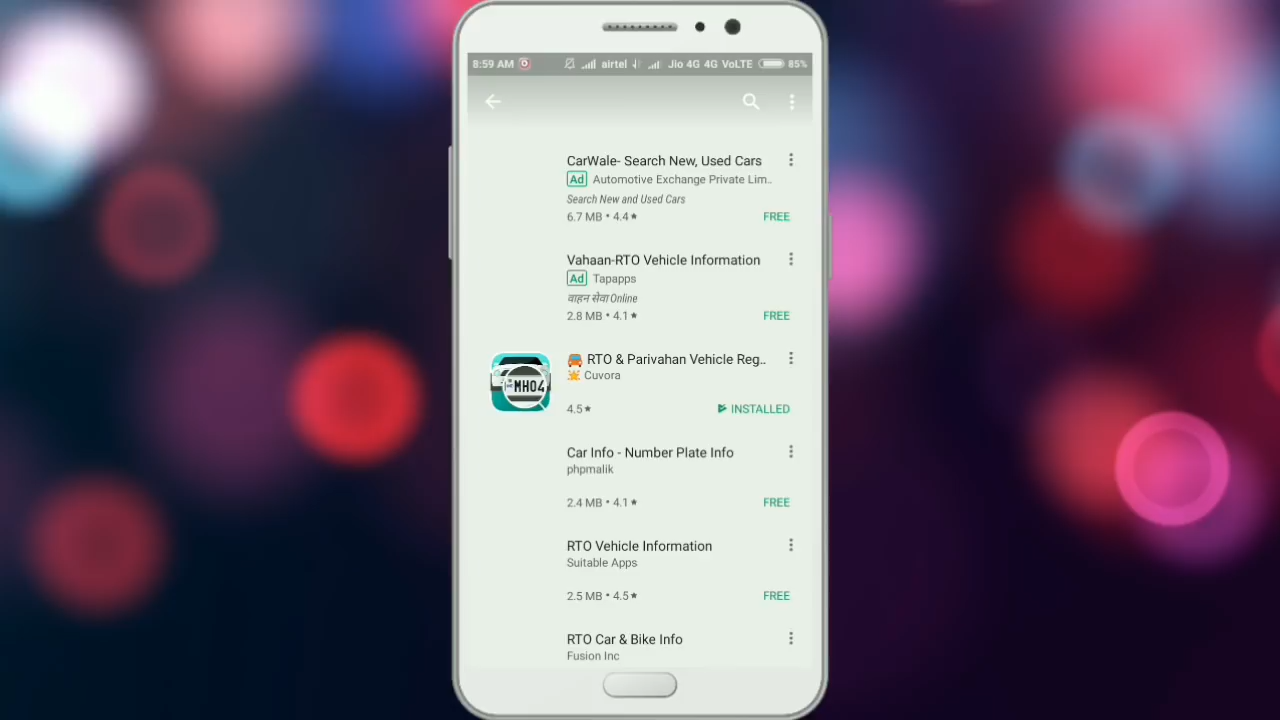 8:59 AM airtel Jio 4G 4G VoLTE 85%
CarWale- Search New, Used Cars
Ad Automotive Exchange Private Lim..
Search New and Used Cars
6.7 MB • 4.4★ FREE
Vahaan-RTO Vehicle Information
Ad Tapapps
वाहन सेवा Online
2.8 MB • 4.1★ FREE
🚘 RTO & Parivahan Vehicle Reg..
Cuvora
MH04
4.5★ INSTALLED
Car Info - Number Plate Info
phpmalik
2.4 MB • 4.1★ FREE
RTO Vehicle Information
Suitable Apps
2.5 MB • 4.5★ FREE
RTO Car & Bike Info
Fusion Inc